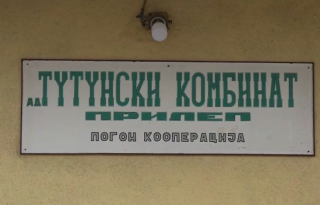 АД ТУТУНСКИ КОМБИНАТ
ПРИЛЕП
ПОГОН КООПЕРАЦИЈА